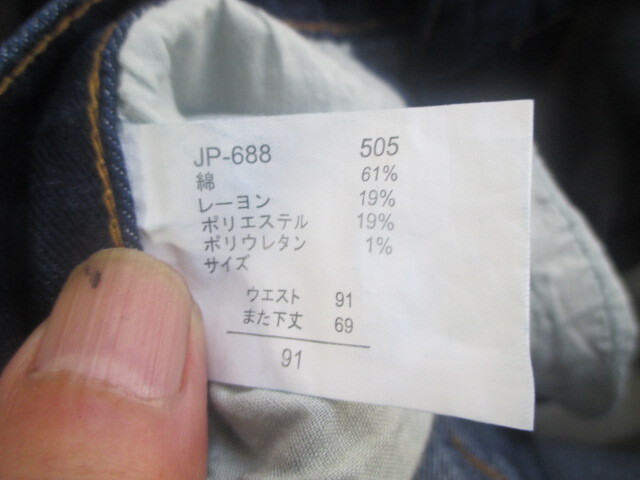 JP-688 505
綿 61%
レーヨン 19%
ポリエステル 19%
ポリウレタン 1%
サイズ
ウエスト 91
また下丈 69
91